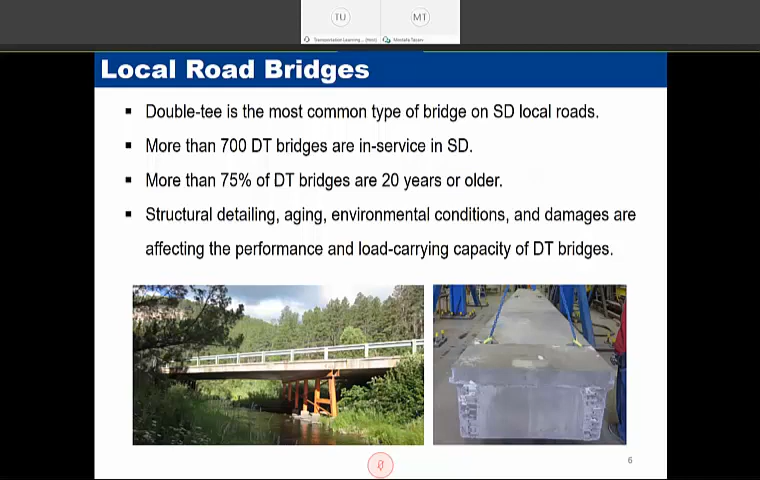 TU
MT
Transportation Learning ... (Host)
Mostafa Tazarv
Local Road Bridges
▪ Double-tee is the most common type of bridge on SD local roads.
▪ More than 700 DT bridges are in-service in SD.
▪ More than 75% of DT bridges are 20 years or older.
▪ Structural detailing, aging, environmental conditions, and damages are
affecting the performance and load-carrying capacity of DT bridges.
6